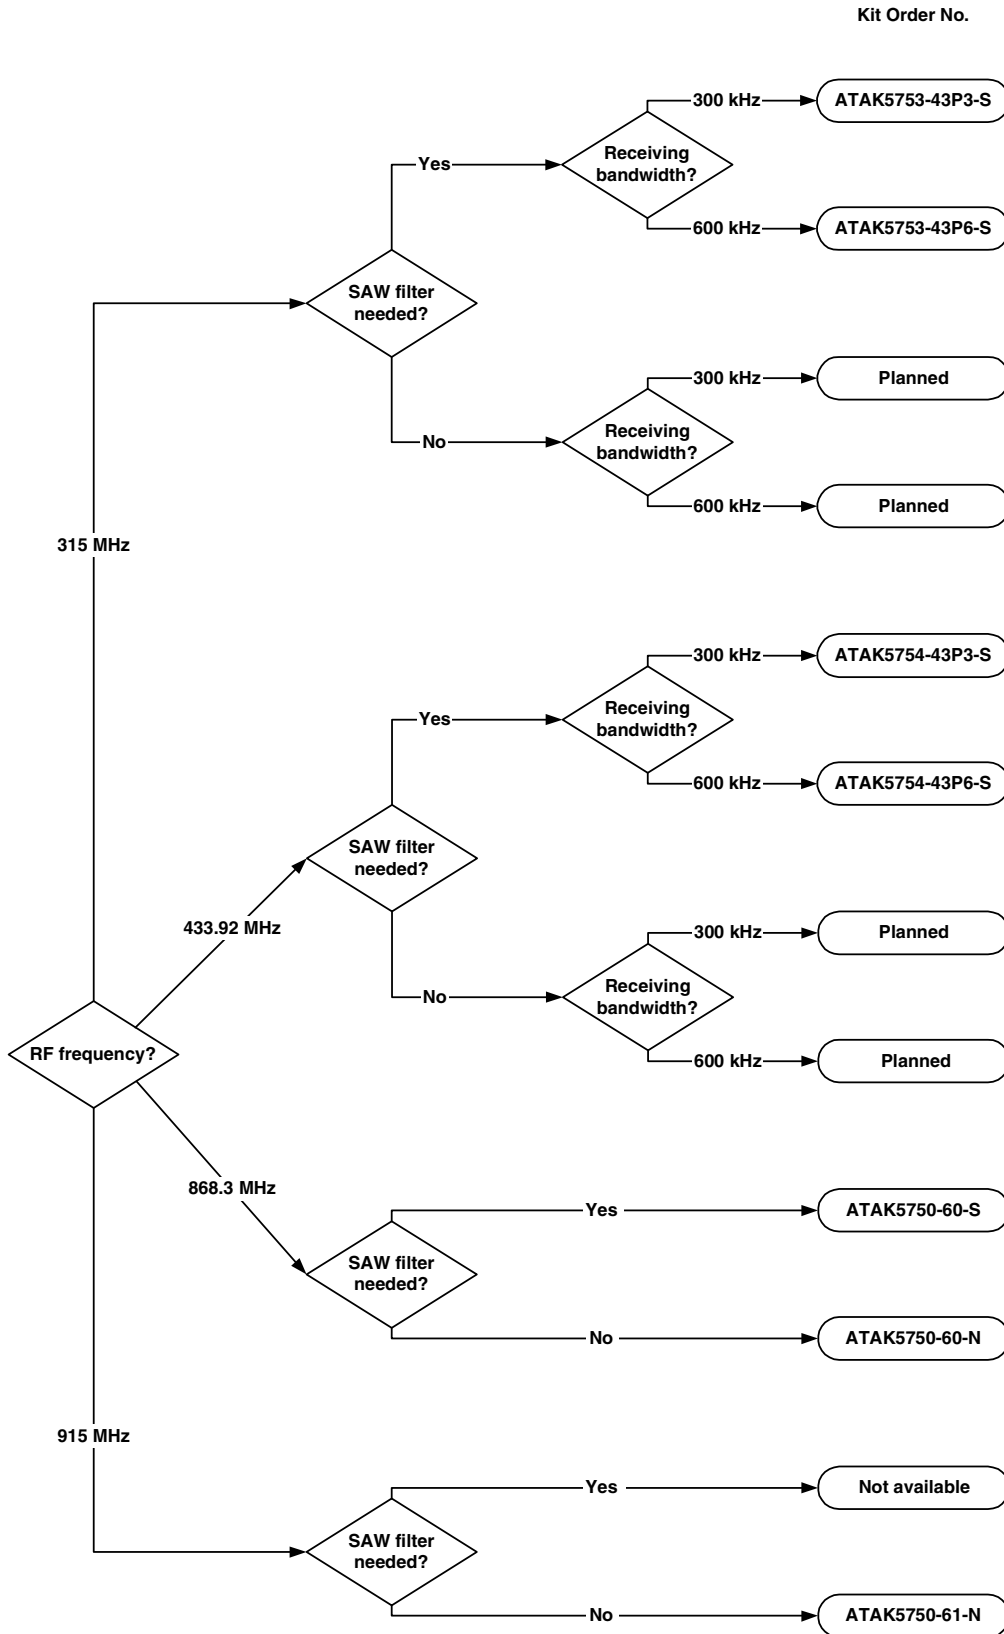 Kit Order No.
300 kHz
ATAK5753-43P3-S
Receiving
bandwidth?
Yes
600 kHz
ATAK5753-43P6-S
SAW filter
needed?
300 kHz
Planned
Receiving
bandwidth?
No
600 kHz
Planned
315 MHz
300 kHz
ATAK5754-43P3-S
Receiving
bandwidth?
Yes
600 kHz
ATAK5754-43P6-S
SAW filter
needed?
433.92 MHz
300 kHz
Planned
Receiving
bandwidth?
No
600 kHz
Planned
RF frequency?
868.3 MHz
Yes
ATAK5750-60-S
SAW filter
needed?
No
ATAK5750-60-N
915 MHz
Yes
Not available
SAW filter
needed?
No
ATAK5750-61-N